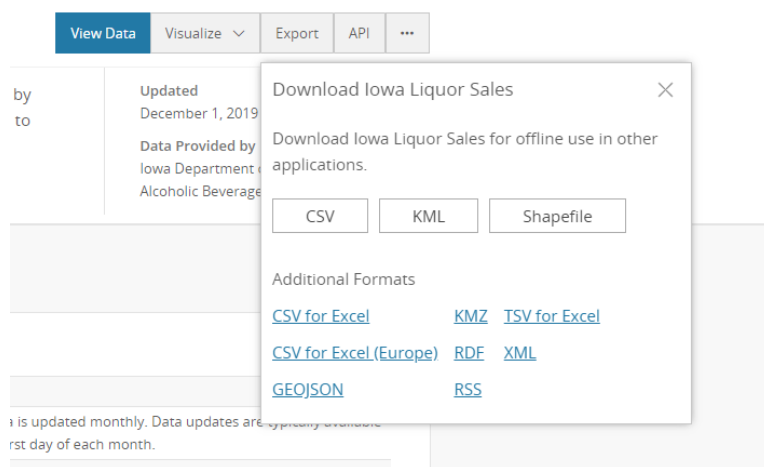 View Data Visualize Export API ...
by
to
Updated
December 1, 2019
Data Provided by
Iowa Department
Alcoholic Beverage
Download Iowa Liquor Sales
Download Iowa Liquor Sales for offline use in other
applications.
CSV KML Shapefile
Additional Formats
CSV for Excel KMZ TSV for Excel
CSV for Excel (Europe) RDF XML
GEOJSON RSS
is updated monthly. Data updates are typically available
rst day of each month.